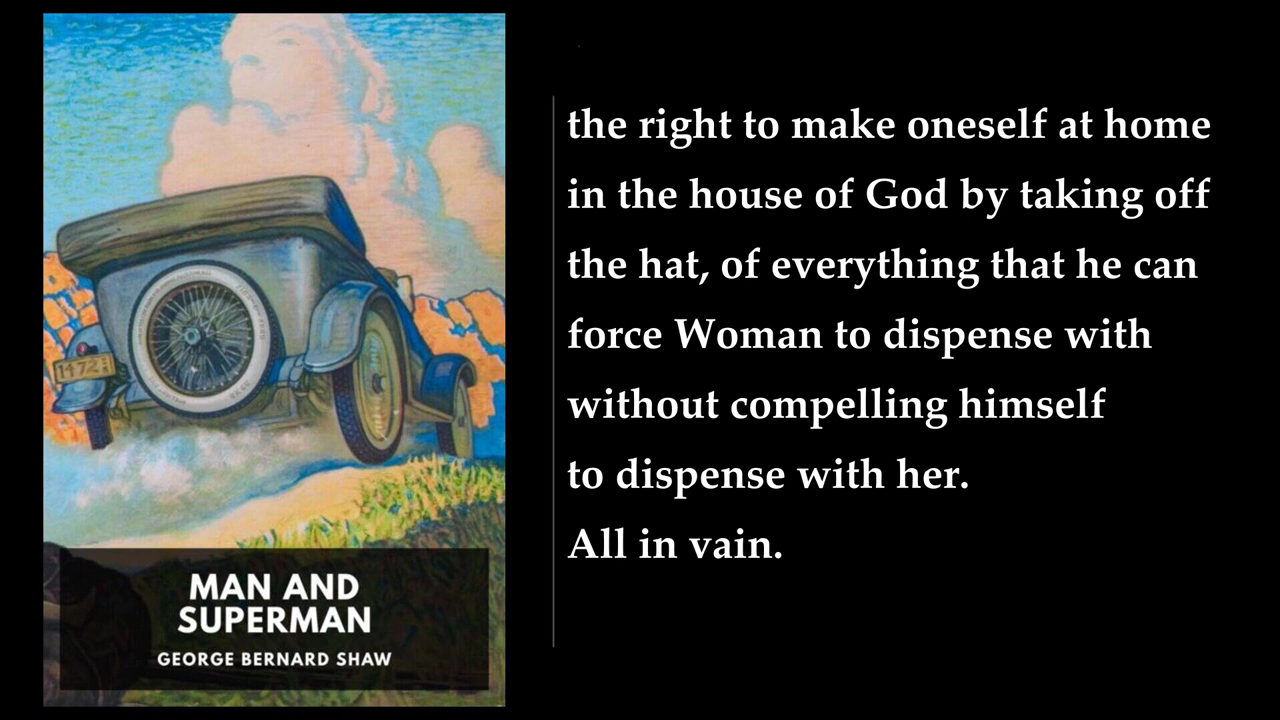 the right to make oneself at home
in the house of God by taking off
the hat, of everything that he can
force Woman to dispense with
without compelling himself
to dispense with her.
All in vain.
1472
MAN AND
SUPERMAN
GEORGE BERNARD SHAW